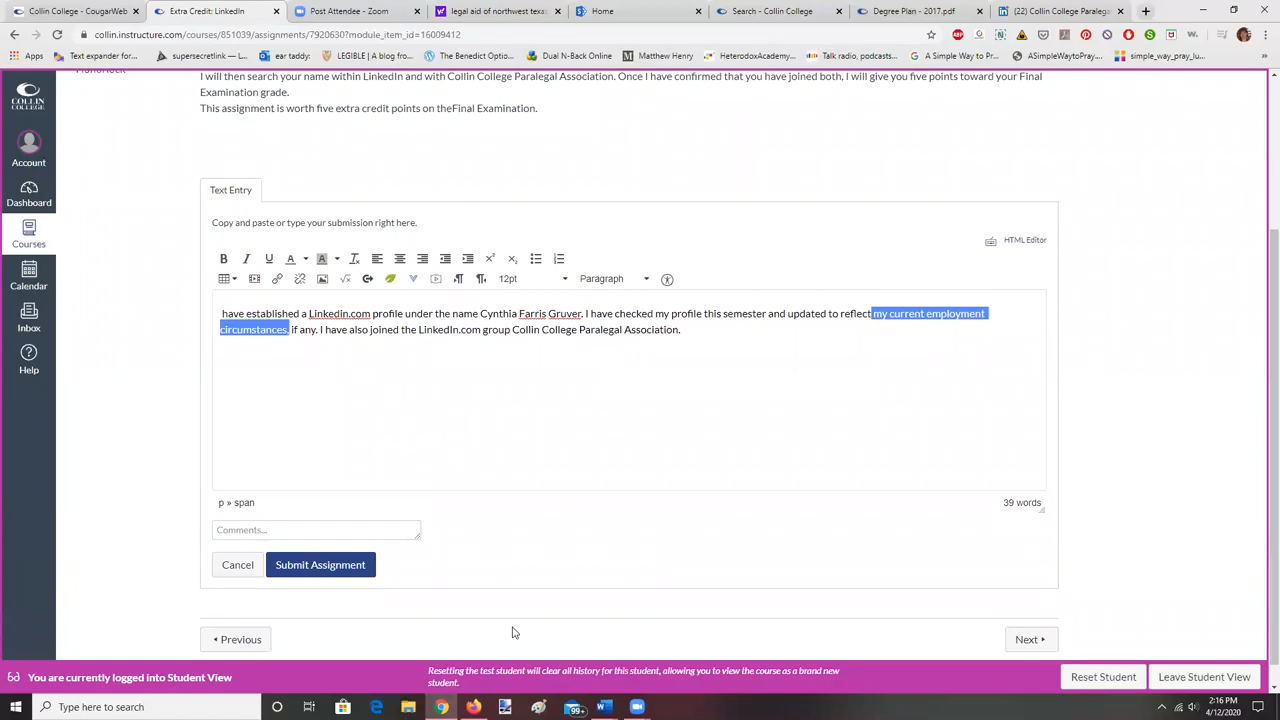 Collin College - CougarWeb
Extra Credit LinkedIn
Podcast - CouzoZoom
legal aid of northwest texa
Home
Search - Collin College
Degree Plan - 2017.pdf
(22) Collin College Paralega
collin.instructure.com/courses/851039/assignments/7920630?module_item_id=16009412
Apps
Text expander for g
supersecretlink — I
LEGIBLE | a blog by
The Benedict Optio
Dual N-Back Online
Matthew Henry
HeterodoxAcademy
Talk radio, podcasts
A Simple Way to Pr
ASimpleWaytoPray
simple_way_pray_lu
I will then search your name within LinkedIn and with Collin College Paralegal Association. Once I have confirmed that you have joined both, I will give you five points toward your Final
Examination grade.
This assignment is worth five extra credit points on theFinal Examination.
COLLIN
COLLEGE
Account
Dashboard
Courses
Calendar
Inbox
Help
Text Entry
Copy and paste or type your submission right here.
HTML Editor
12pt
Paragraph
have established a Linkedin.com profile under the name Cynthia Farris Gruver. I have checked my profile this semester and updated to reflect my current employment
circumstances, if any. I have also joined the LinkedIn.com group Collin College Paralegal Association.
p » span
39 words
Comments...
Cancel
Submit Assignment
Previous
Next
You are currently logged into Student View
Resetting the test student will clear all history for this student, allowing you to view the course as a brand new
student.
Reset Student
Leave Student View
Type here to search
99+
2:16 PM
4/12/2020